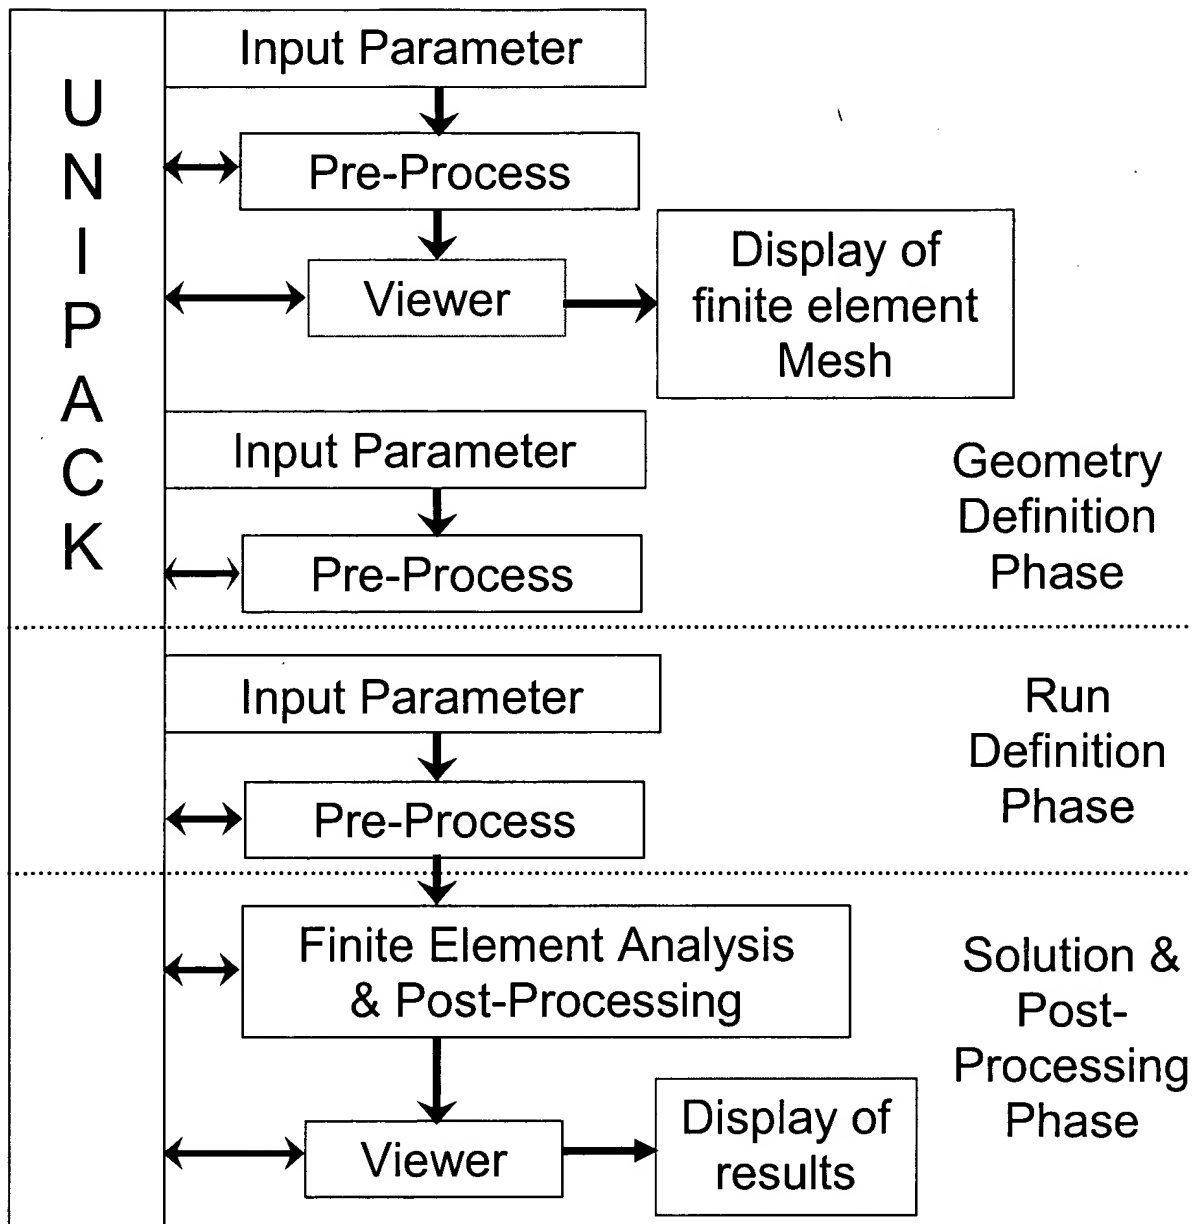 UNIPACK
Input Parameter
Pre-Process
Viewer
Display of
finite element
Mesh
Input Parameter
Pre-Process
Geometry
Definition
Phase
Input Parameter
Pre-Process
Run
Definition
Phase
Finite Element Analysis
& Post-Processing
Viewer
Display of
results
Solution &
Post-
Processing
Phase